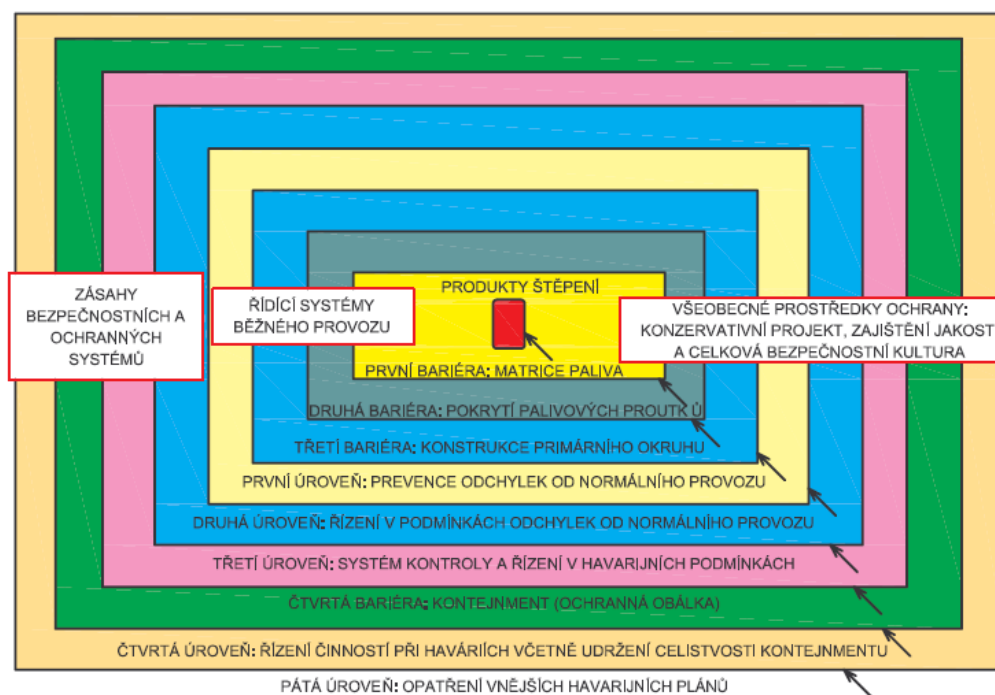 PRODUKTY ŠTĚPENÍ
ZÁSAHY
BEZPEČNOSTNÍCH A
OCHRANNÝCH
SYSTÉMŮ
ŘÍDÍCÍ SYSTÉMY
BĚŽNÉHO PROVOZU
VŠEOBECNÉ PROSTŘEDKY OCHRANY:
KONZERVATIVNÍ PROJEKT, ZAJIŠTĚNÍ JAKOST
A CELKOVÁ BEZPEČNOSTNÍ KULTURA
PRVNÍ BARIÉRA: MATRICE PALIVA
DRUHÁ BARIÉRA: POKRYTÍ PALIVOVÝCH PROUTK Ů
TŘETÍ BARIÉRA: KONSTRUKCE PRIMÁRNÍHO OKRUHU
PRVNÍ ÚROVEŇ: PREVENCE ODCHYLEK OD NORMÁLNÍHO PROVOZU
DRUHÁ ÚROVEŇ: ŘÍZENÍ V PODMÍNKÁCH ODCHYLEK OD NORMÁLNÍHO PROVOZU
TŘETÍ ÚROVEŇ: SYSTÉM KONTROLY A ŘÍZENÍ V HAVARIJNÍCH PODMÍNKÁCH
ČTVRTÁ BARIÉRA: KONTEJNMENT (OCHRANNÁ OBÁLKA)
ČTVRTÁ ÚROVEŇ: ŘÍZENÍ ČINNOSTÍ PŘI HAVÁRIÍCH VČETNĚ UDRŽENÍ CELISTVOSTI KONTEJNMENTU
PÁTÁ ÚROVEŇ: OPATŘENÍ VNĚJŠÍCH HAVARIJNÍCH PLÁNŮ